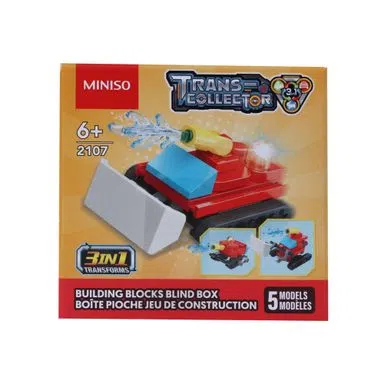 MINISO
TRANS
COLLECTOR
6+
2107
3IN1
TRANSFORMS
BUILDING BLOCKS BLIND BOX
BOÎTE PIOCHE JEU DE CONSTRUCTION
5 MODELS
MODÈLES